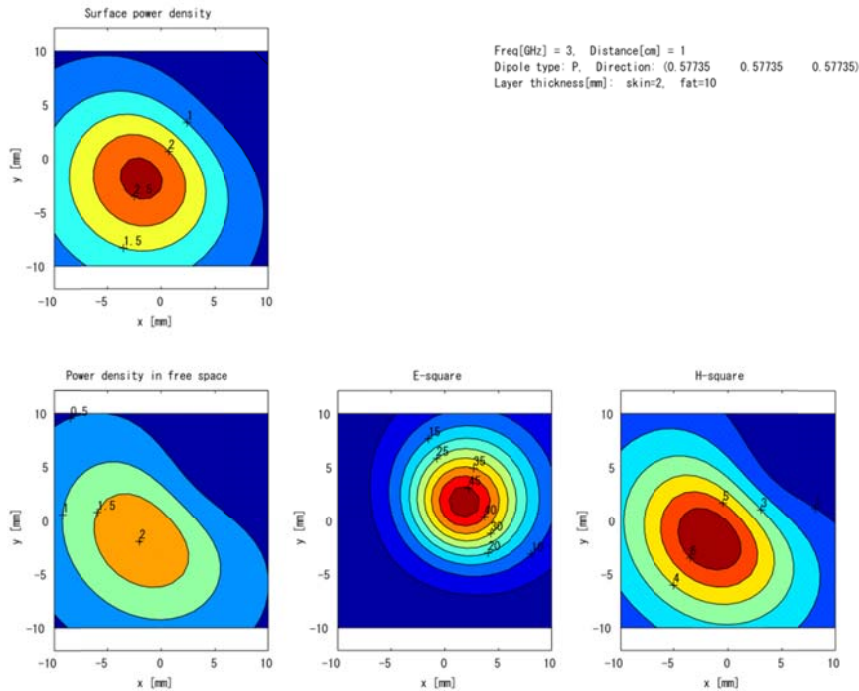 Surface power density
Freq[GHz] = 3, Distance[cm] = 1
Dipole type: P, Direction: (0.57735 0.57735 0.57735)
Layer thickness[mm]: skin=2, fat=10
10
5
0
-5
-10
y [mm]
1
2
2.5
1.5
-10 -5 0 5 10
x [mm]
Power density in free space
10
5
0
-5
-10
y [mm]
0.5
1
1.5
2
-10 -5 0 5 10
x [mm]
E-square
10
5
0
-5
-10
y [mm]
15
25
35
45
40
30
20
-10 -5 0 5 10
x [mm]
H-square
10
5
0
-5
-10
y [mm]
5
3
6
4
-10 -5 0 5 10
x [mm]